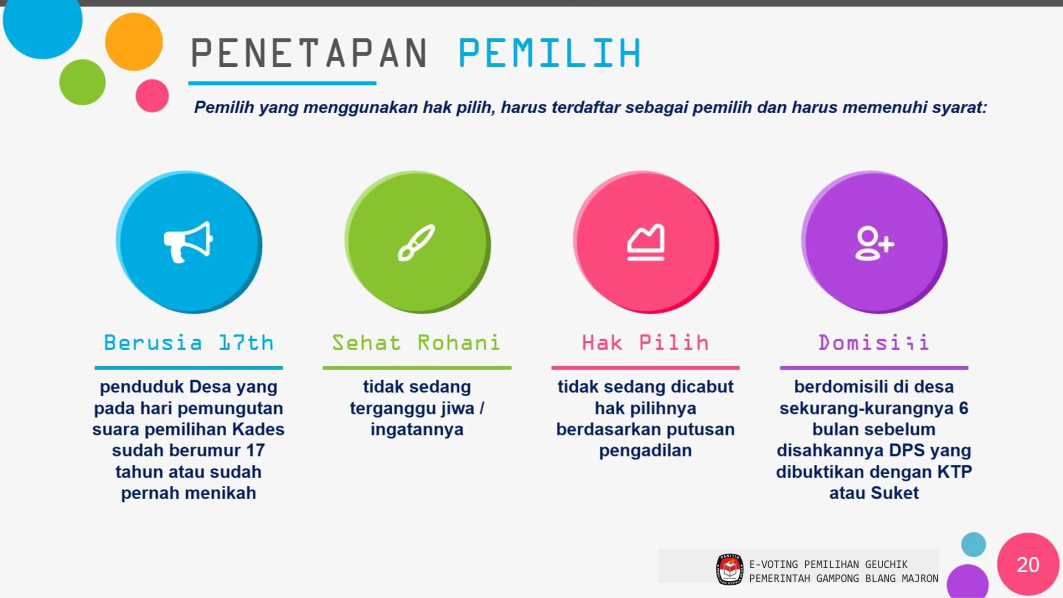 PENETAPAN PEMILIH
Pemilih yang menggunakan hak pilih, harus terdaftar sebagai pemilih dan harus memenuhi syarat:
Berusia 17th
penduduk Desa yang
pada hari pemungutan
suara pemilihan Kades
sudah berumur 17
tahun atau sudah
pernah menikah
Sehat Rohani
tidak sedang
terganggu jiwa /
ingatannya
Hak Pilih
tidak sedang dicabut
hak pilihnya
berdasarkan putusan
pengadilan
Domisi;i
berdomisili di desa
sekurang-kurangnya 6
bulan sebelum
disahkannya DPS yang
dibuktikan dengan KTP
atau Suket
E-VOTING PEMILIHAN GEUCHIK
PEMERINTAH GAMPONG BLANG MAJRON
20